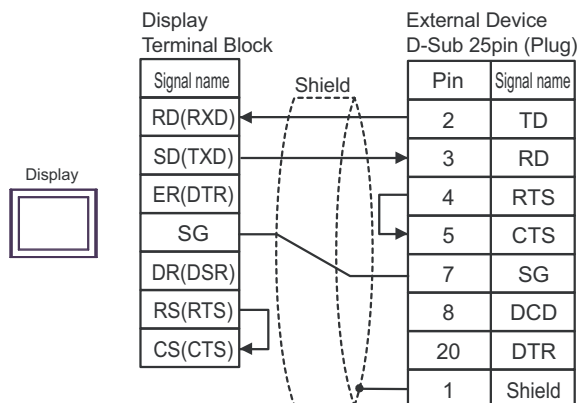 Display
Terminal Block
External Device
D-Sub 25pin (Plug)
Signal name
Shield
Pin
Signal name
RD(RXD)
2
TD
SD(TXD)
3
RD
Display
ER(DTR)
4
RTS
SG
5
CTS
DR(DSR)
7
SG
RS(RTS)
8
DCD
CS(CTS)
20
DTR
1
Shield